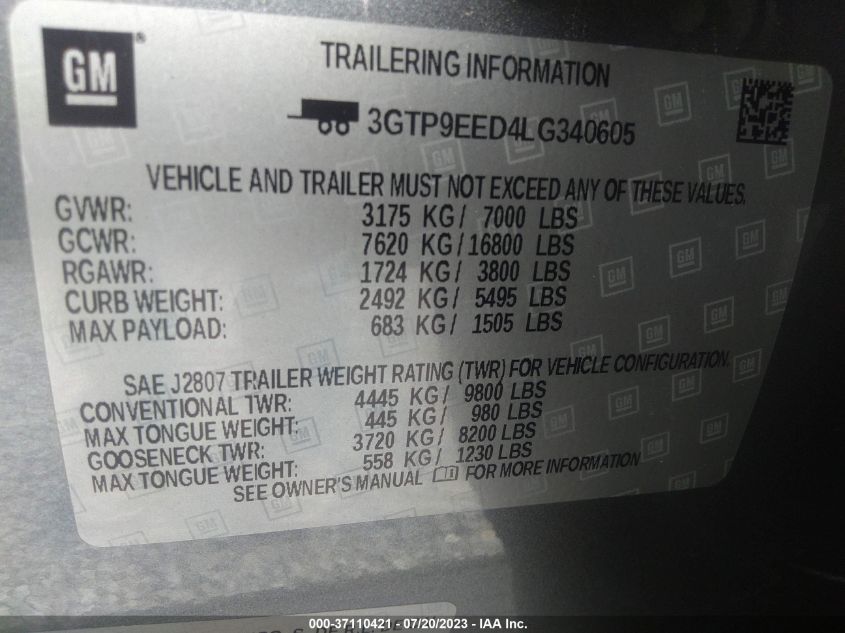 GM ®
TRAILERING INFORMATION
3GTP9EED4LG340605
VEHICLE AND TRAILER MUST NOT EXCEED ANY OF THESE VALUES.
GVWR: 3175 KG/ 7000 LBS
GCWR: 7620 KG/16800 LBS
RGAWR: 1724 KG/ 3800 LBS
CURB WEIGHT: 2492 KG/ 5495 LBS
MAX PAYLOAD: 683 KG/ 1505 LBS
SAE J2807 TRAILER WEIGHT RATING (TWR) FOR VEHICLE CONFIGURATION.
CONVENTIONAL TWR: 4445 KG/ 9800 LBS
MAX TONGUE WEIGHT: 445 KG/ 980 LBS
GOOSENECK TWR: 3720 KG/ 8200 LBS
MAX TONGUE WEIGHT: 558 KG/ 1230 LBS
SEE OWNER'S MANUAL FOR MORE INFORMATION
000-37110421 - 07/20/2023 - IAA Inc.